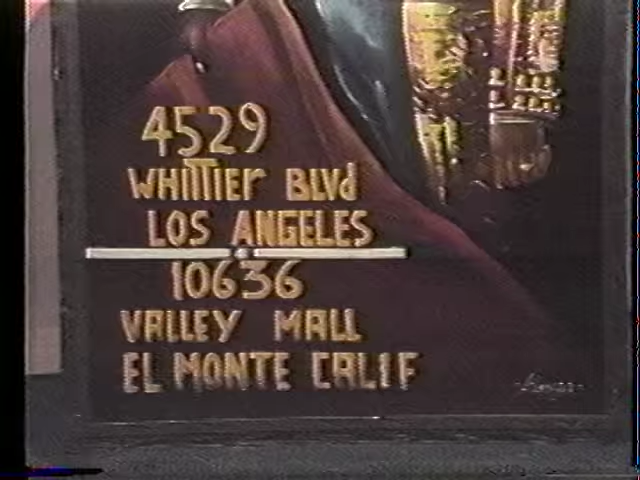 4529
WHITTIER BLVd
LOS ANGELES
10636
VALLEY MALL
EL MONTE CALIF